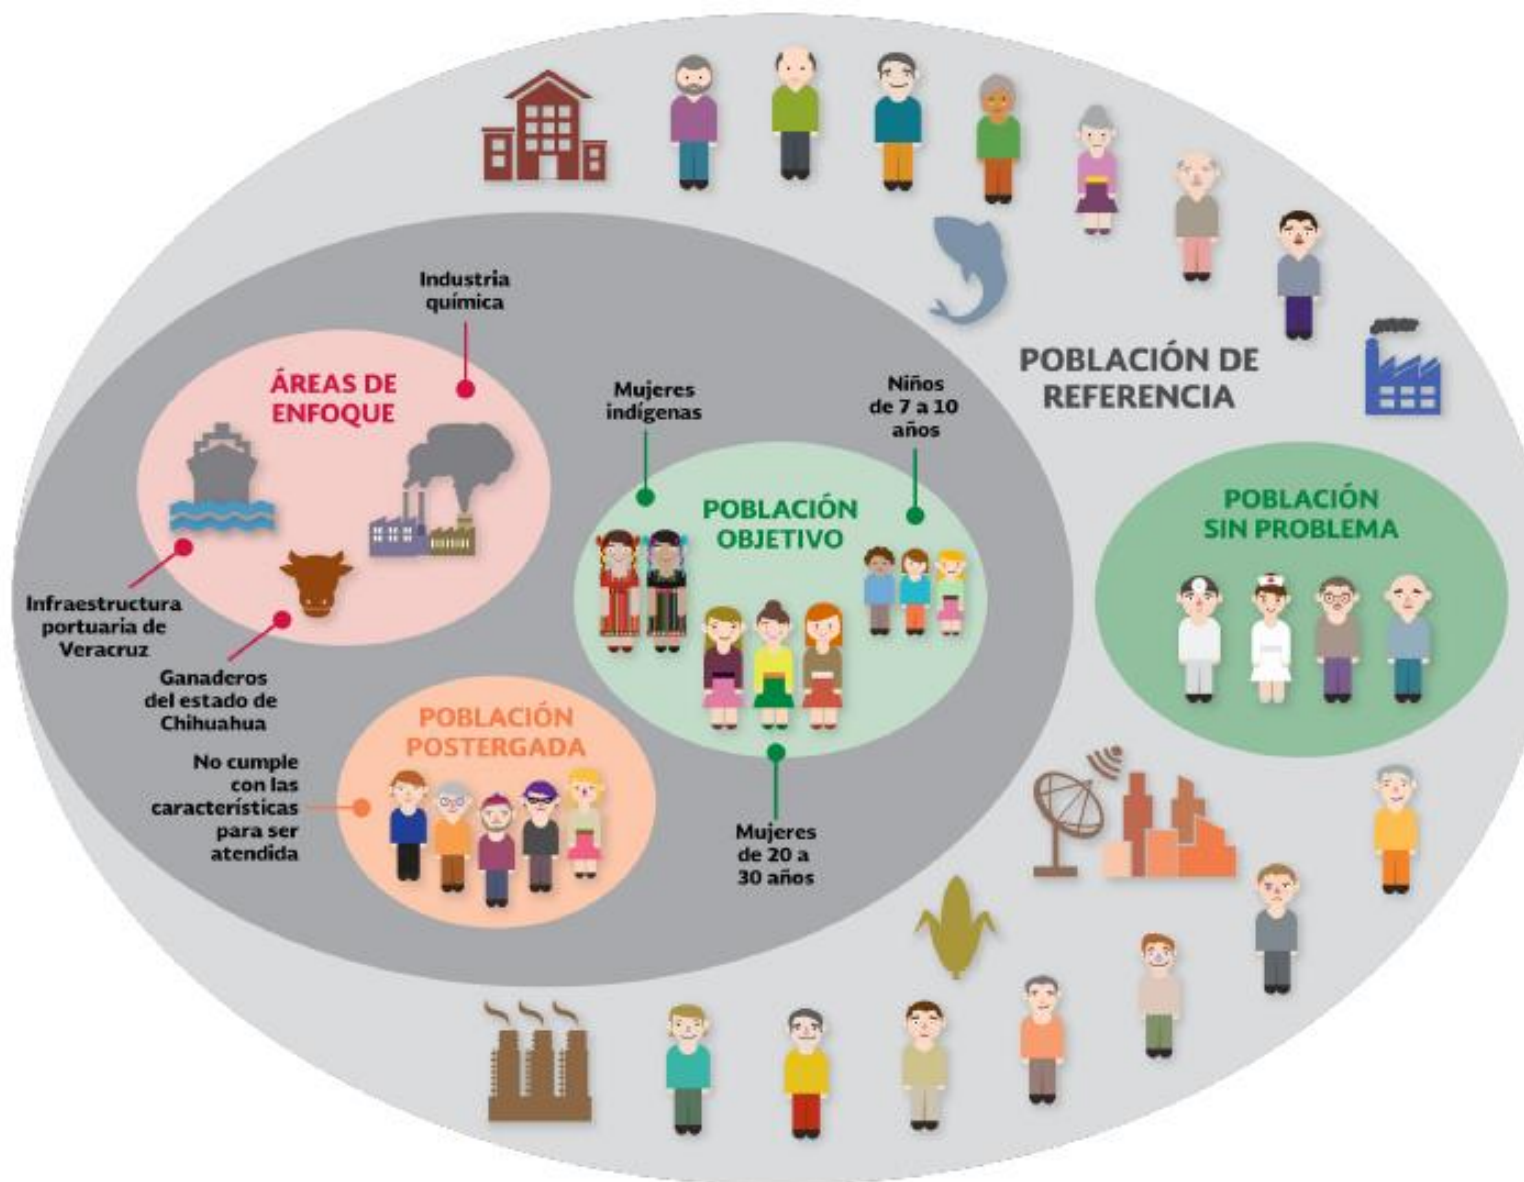 Industria
química
ÁREAS DE
ENFOQUE
Infraestructura
portuaria de
Veracruz
Ganaderos
del estado de
Chihuahua
Mujeres
indígenas
Niños
de 7 a 10
años
POBLACIÓN
OBJETIVO
Mujeres
de 20 a
30 años
POBLACIÓN
POSTERGADA
No cumple
con las
características
para ser
atendida
POBLACIÓN DE
REFERENCIA
POBLACIÓN
SIN PROBLEMA